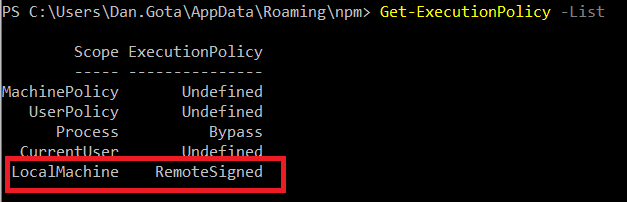 PS C:\Users\Dan.Gota\AppData\Roaming\npm> Get-ExecutionPolicy -List
Scope ExecutionPolicy
----- ---------------
MachinePolicy Undefined
UserPolicy Undefined
Process Bypass
CurrentUser Undefined
LocalMachine RemoteSigned